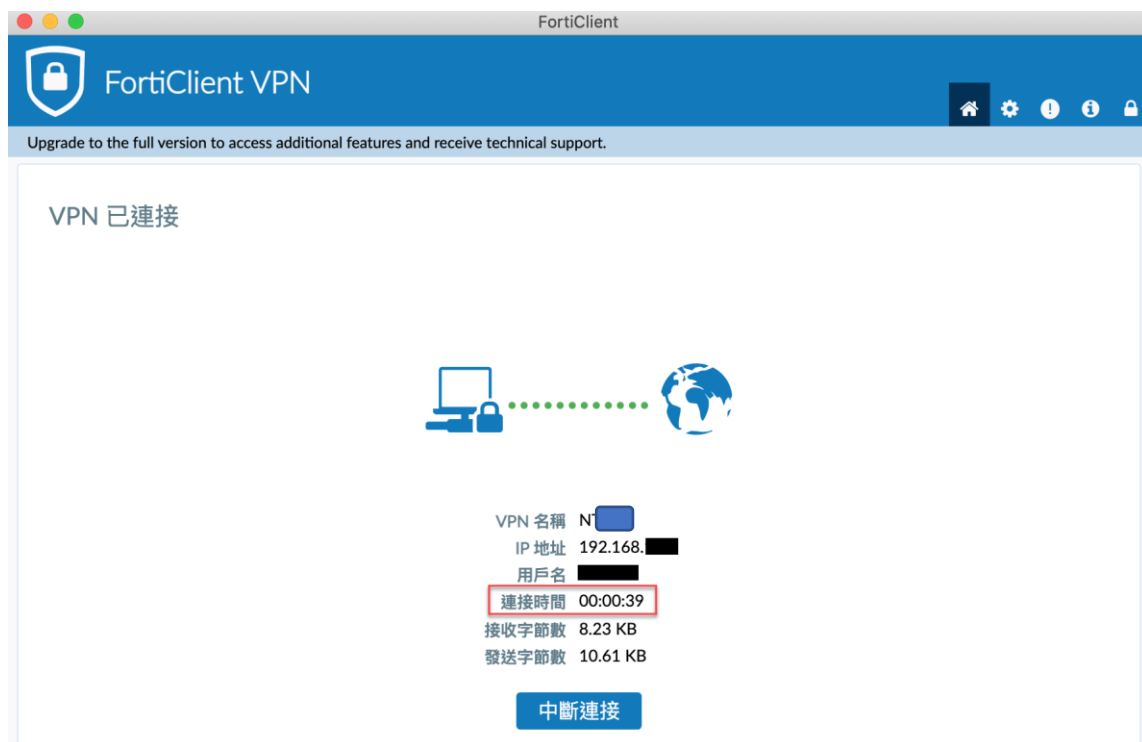 FortiClient
FortiClient VPN
Upgrade to the full version to access additional features and receive technical support.
VPN 已連接
VPN 名稱
IP 地址 192.168.
用戶名
連接時間 00:00:39
接收字節數 8.23 KB
發送字節數 10.61 KB
中斷連接